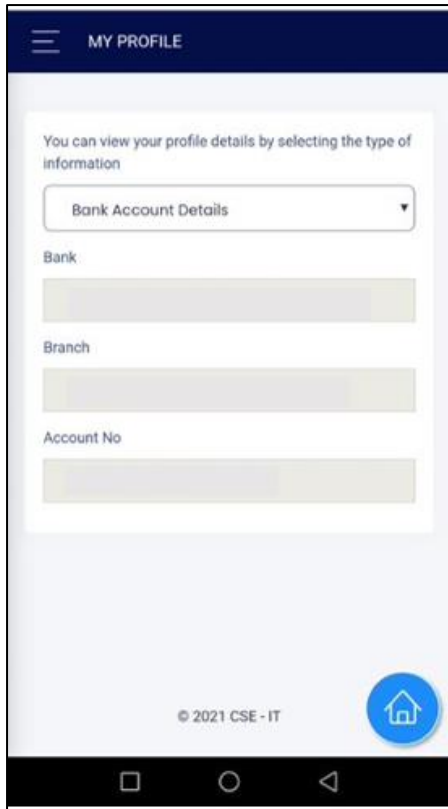 MY PROFILE
You can view your profile details by selecting the type of
information
Bank Account Details
Bank
Branch
Account No
© 2021 CSE - IT